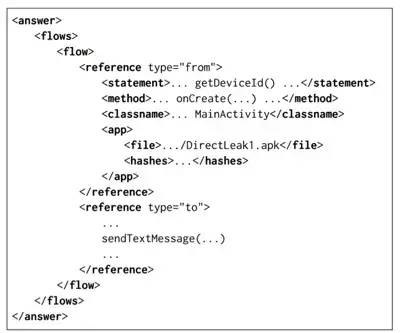 <answer>
<flows>
<flow>
<reference type="from">
<statement>... getDeviceId() ...</statement>
<method>... onCreate(...) ...</method>
<classname>... MainActivity</classname>
<app>
<file>.../DirectLeak1.apk</file>
<hashes>...</hashes>
</app>
</reference>
<reference type="to">
...
sendTextMessage(...)
...
</reference>
</flow>
</flows>
</answer>